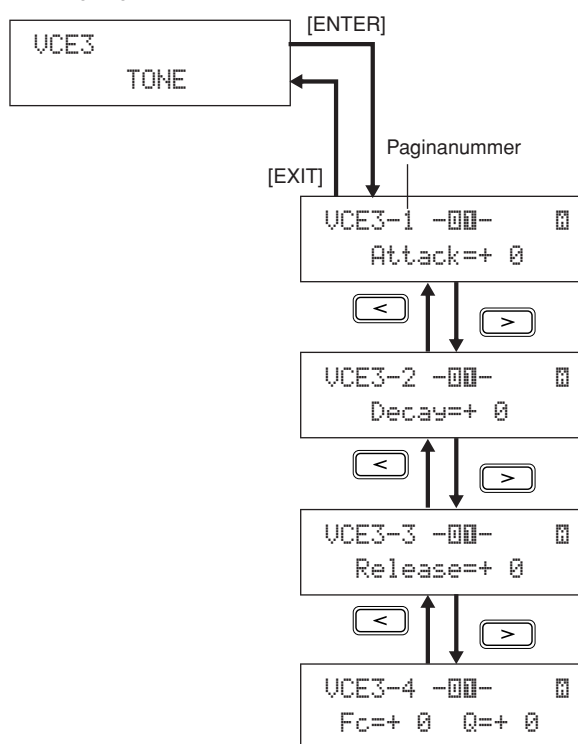 [ENTER]
VCE3
TONE
Paginanummer
[EXIT]
VCE3-1 -01-
Attack=+ 0
<
>
VCE3-2 -01-
Decay=+ 0
<
>
VCE3-3 -01-
Release=+ 0
<
>
VCE3-4 -01-
Fc=+ 0 Q=+ 0